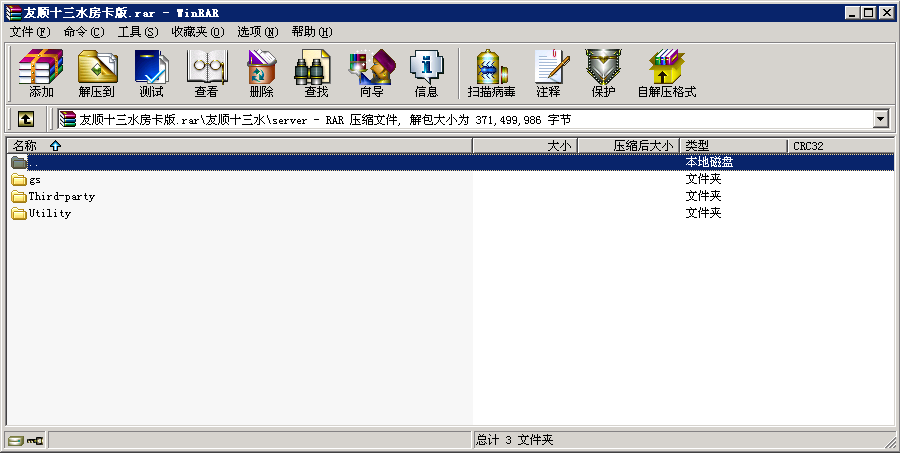 友顺十三水房卡版.rar - WinRAR
文件(F) 命令(C) 工具(S) 收藏夹(O) 选项(N) 帮助(H)
添加 解压到 测试 查看 删除 查找 向导 信息 扫描病毒 注释 保护 自解压格式
友顺十三水房卡版.rar\友顺十三水\server - RAR 压缩文件, 解包大小为 371,499,986 字节
名称 大小 压缩后大小 类型 CRC32
.. 本地磁盘
gs 文件夹
Third-party 文件夹
Utility 文件夹
总计 3 文件夹